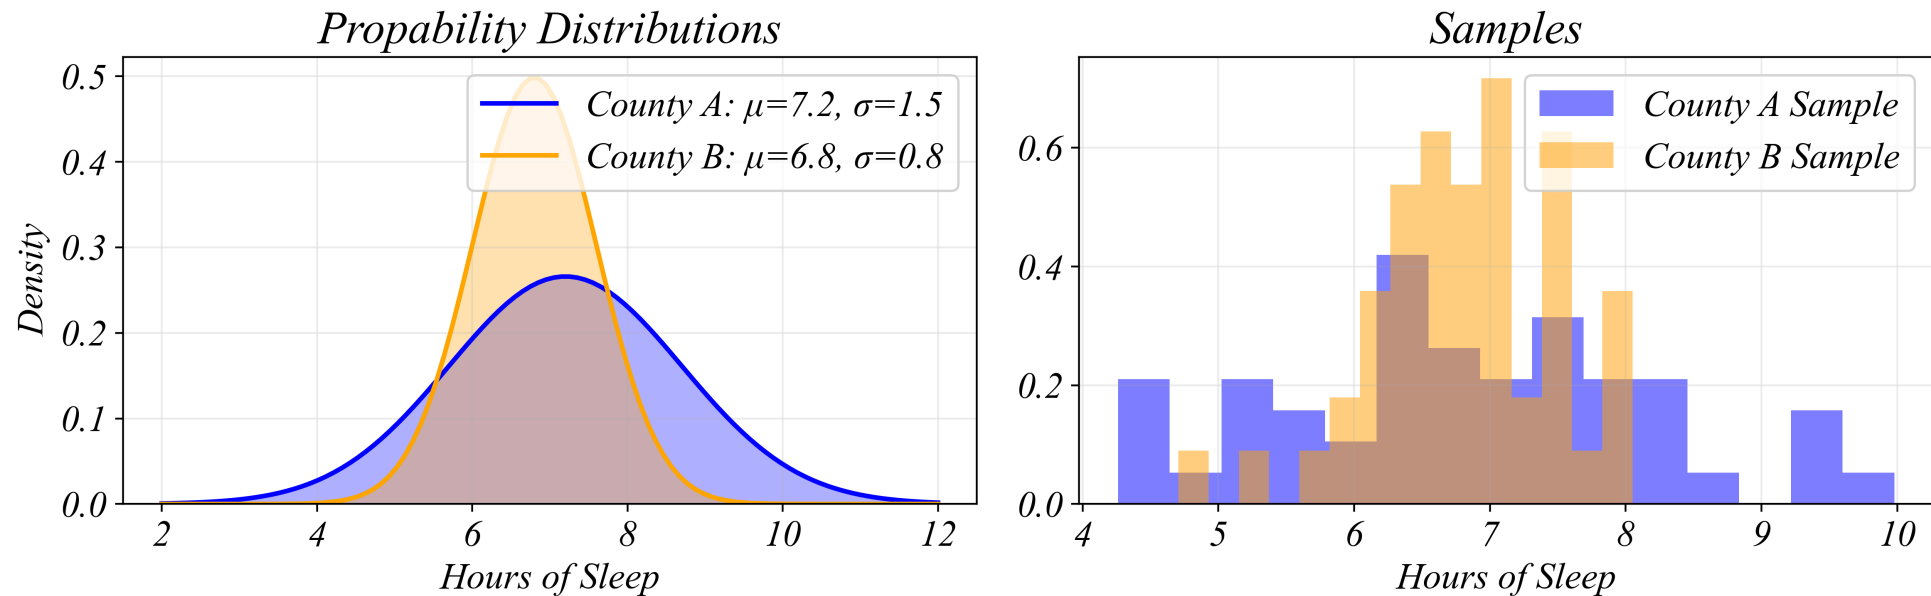 Propability Distributions
Samples
0.5
0.4
0.3
0.2
0.1
0.0
Density
2 4 6 8 10 12
Hours of Sleep
County A: μ=7.2, σ=1.5
County B: μ=6.8, σ=0.8
0.6
0.4
0.2
0.0
4 5 6 7 8 9 10
Hours of Sleep
County A Sample
County B Sample